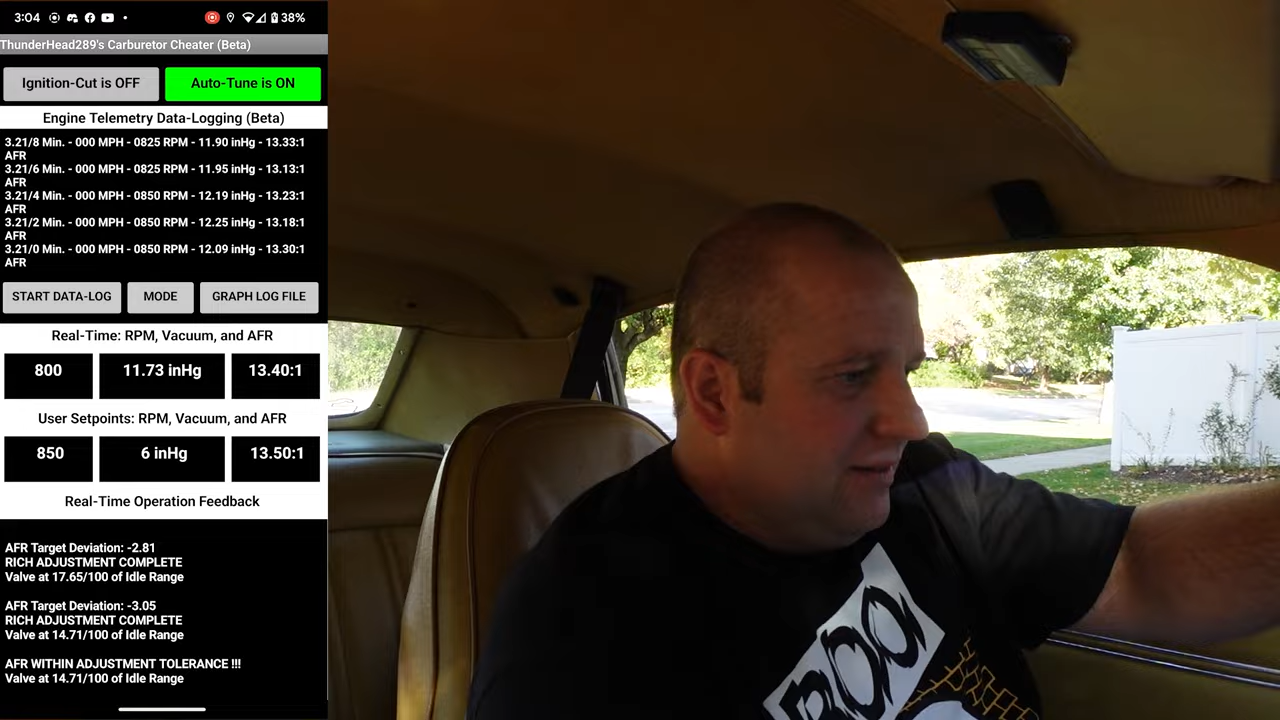 3:04
38%
ThunderHead289's Carburetor Cheater (Beta)
Ignition-Cut is OFF
Auto-Tune is ON
Engine Telemetry Data-Logging (Beta)
3.21/8 Min. - 000 MPH - 0825 RPM - 11.90 inHg - 13.33:1
AFR
3.21/6 Min. - 000 MPH - 0825 RPM - 11.95 inHg - 13.13:1
AFR
3.21/4 Min. - 000 MPH - 0850 RPM - 12.19 inHg - 13.23:1
AFR
3.21/2 Min. - 000 MPH - 0850 RPM - 12.25 inHg - 13.18:1
AFR
3.21/0 Min. - 000 MPH - 0850 RPM - 12.09 inHg - 13.30:1
AFR
START DATA-LOG
MODE
GRAPH LOG FILE
Real-Time: RPM, Vacuum, and AFR
800
11.73 inHg
13.40:1
User Setpoints: RPM, Vacuum, and AFR
850
6 inHg
13.50:1
Real-Time Operation Feedback
AFR Target Deviation: -2.81
RICH ADJUSTMENT COMPLETE
Valve at 17.65/100 of Idle Range
AFR Target Deviation: -3.05
RICH ADJUSTMENT COMPLETE
Valve at 14.71/100 of Idle Range
AFR WITHIN ADJUSTMENT TOLERANCE !!!
Valve at 14.71/100 of Idle Range